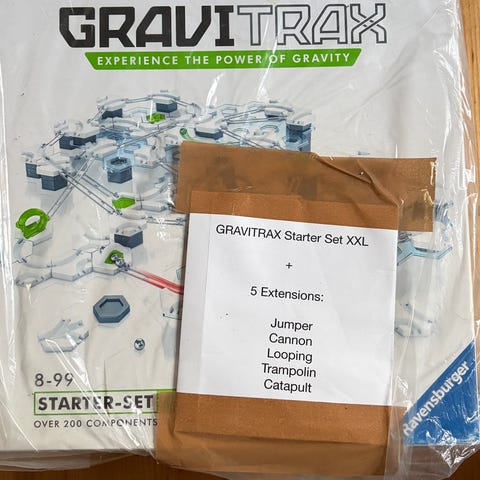 GRAVITRAX
EXPERIENCE THE POWER OF GRAVITY
GRAVITRAX Starter Set XXL
+
5 Extensions:
Jumper
Cannon
Looping
Trampolin
Catapult
8-99
STARTER-SET
OVER 200 COMPONENTS
Ravensburger